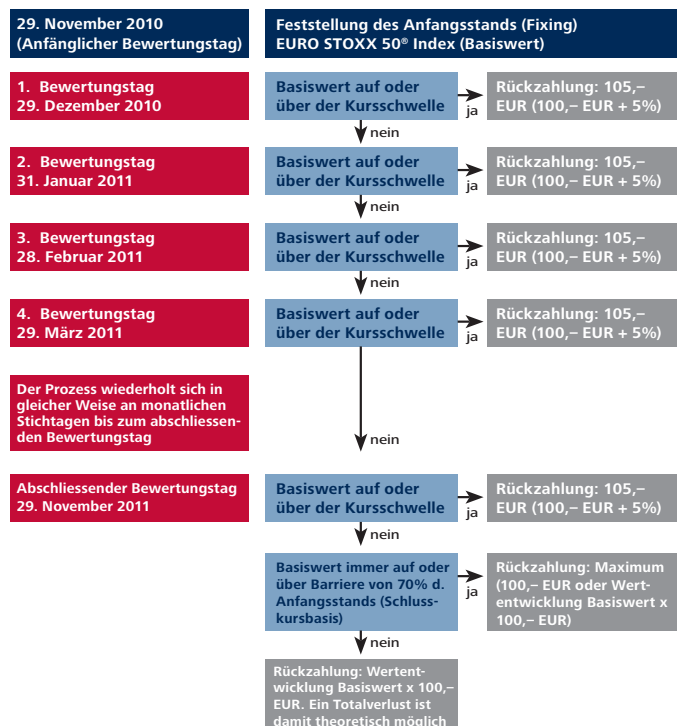 29. November 2010
(Anfänglicher Bewertungstag)
Feststellung des Anfangsstands (Fixing)
EURO STOXX 50® Index (Basiswert)
1. Bewertungstag
29. Dezember 2010
Basiswert auf oder
über der Kursschwelle
ja
Rückzahlung: 105,–
EUR (100,– EUR + 5%)
nein
2. Bewertungstag
31. Januar 2011
Basiswert auf oder
über der Kursschwelle
ja
Rückzahlung: 105,–
EUR (100,– EUR + 5%)
nein
3. Bewertungstag
28. Februar 2011
Basiswert auf oder
über der Kursschwelle
ja
Rückzahlung: 105,–
EUR (100,– EUR + 5%)
nein
4. Bewertungstag
29. März 2011
Basiswert auf oder
über der Kursschwelle
ja
Rückzahlung: 105,–
EUR (100,– EUR + 5%)
Der Prozess wiederholt sich in
gleicher Weise an monatlichen
Stichtagen bis zum abschliessen-
den Bewertungstag
nein
Abschliessender Bewertungstag
29. November 2011
Basiswert auf oder
über der Kursschwelle
ja
Rückzahlung: 105,–
EUR (100,– EUR + 5%)
nein
Basiswert immer auf oder
über Barriere von 70% d.
Anfangsstands (Schluss-
kursbasis)
ja
Rückzahlung: Maximum
(100,– EUR oder Wert-
entwicklung Basiswert x
100,– EUR)
nein
Rückzahlung: Wertent-
wicklung Basiswert x 100,–
EUR. Ein Totalverlust ist
damit theoretisch möglich